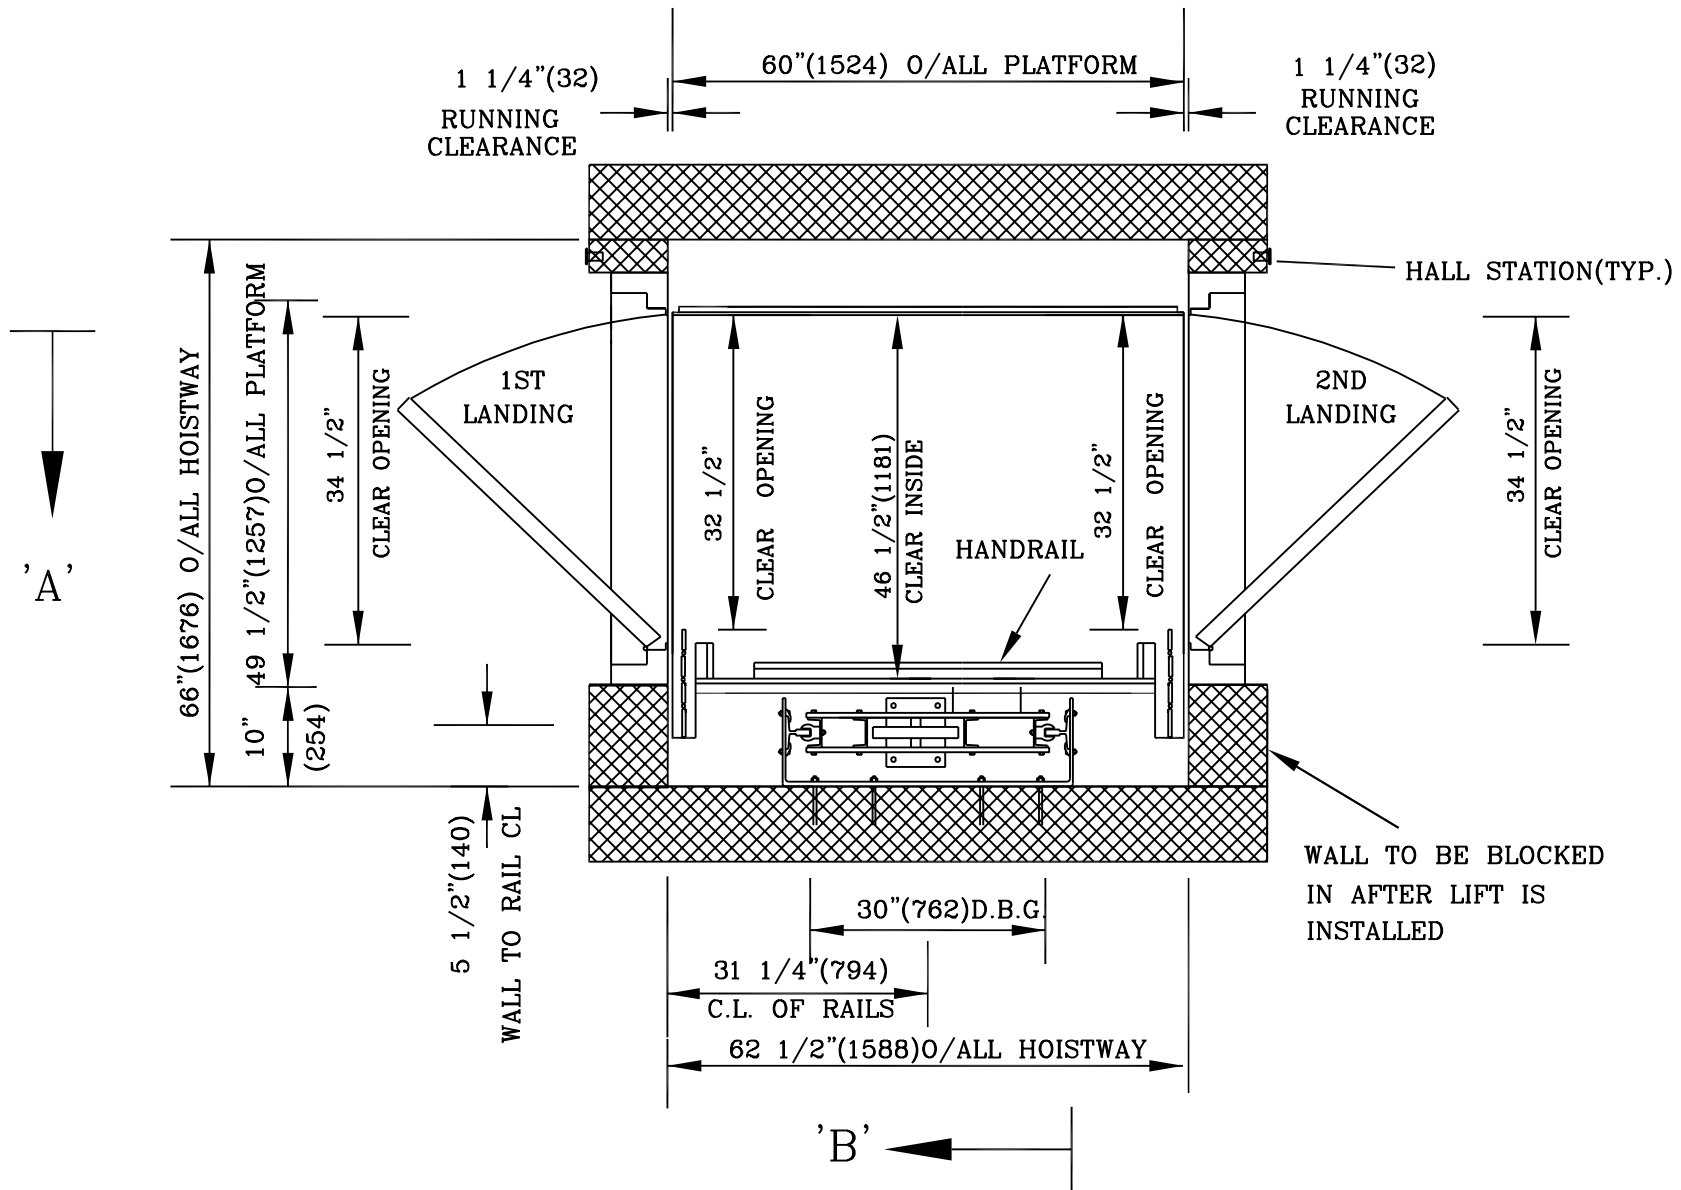 60”(1524) O/ALL PLATFORM
1 1/4”(32)
RUNNING
CLEARANCE
1 1/4”(32)
RUNNING
CLEARANCE
HALL STATION(TYP.)
'A'
66”(1676) O/ALL HOISTWAY
49 1/2”(1257)O/ALL PLATFORM
10”
(254)
34 1/2”
CLEAR OPENING
1ST
LANDING
32 1/2”
CLEAR OPENING
46 1/2”(1181)
CLEAR INSIDE
HANDRAIL
32 1/2”
CLEAR OPENING
2ND
LANDING
34 1/2”
CLEAR OPENING
5 1/2”(140)
WALL TO RAIL CL
WALL TO BE BLOCKED
IN AFTER LIFT IS
INSTALLED
30”(762)D.B.G.
31 1/4”(794)
C.L. OF RAILS
62 1/2”(1588)O/ALL HOISTWAY
'B'